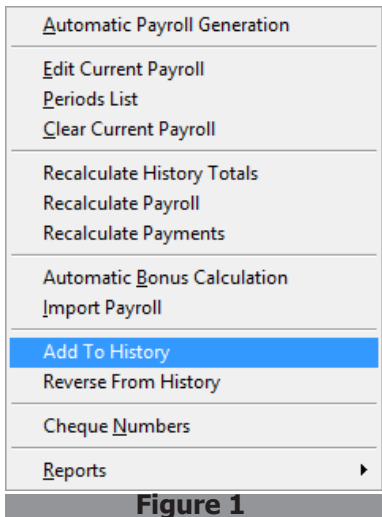 Automatic Payroll Generation
Edit Current Payroll
Periods List
Clear Current Payroll
Recalculate History Totals
Recalculate Payroll
Recalculate Payments
Automatic Bonus Calculation
Import Payroll
Add To History
Reverse From History
Cheque Numbers
Reports
Figure 1